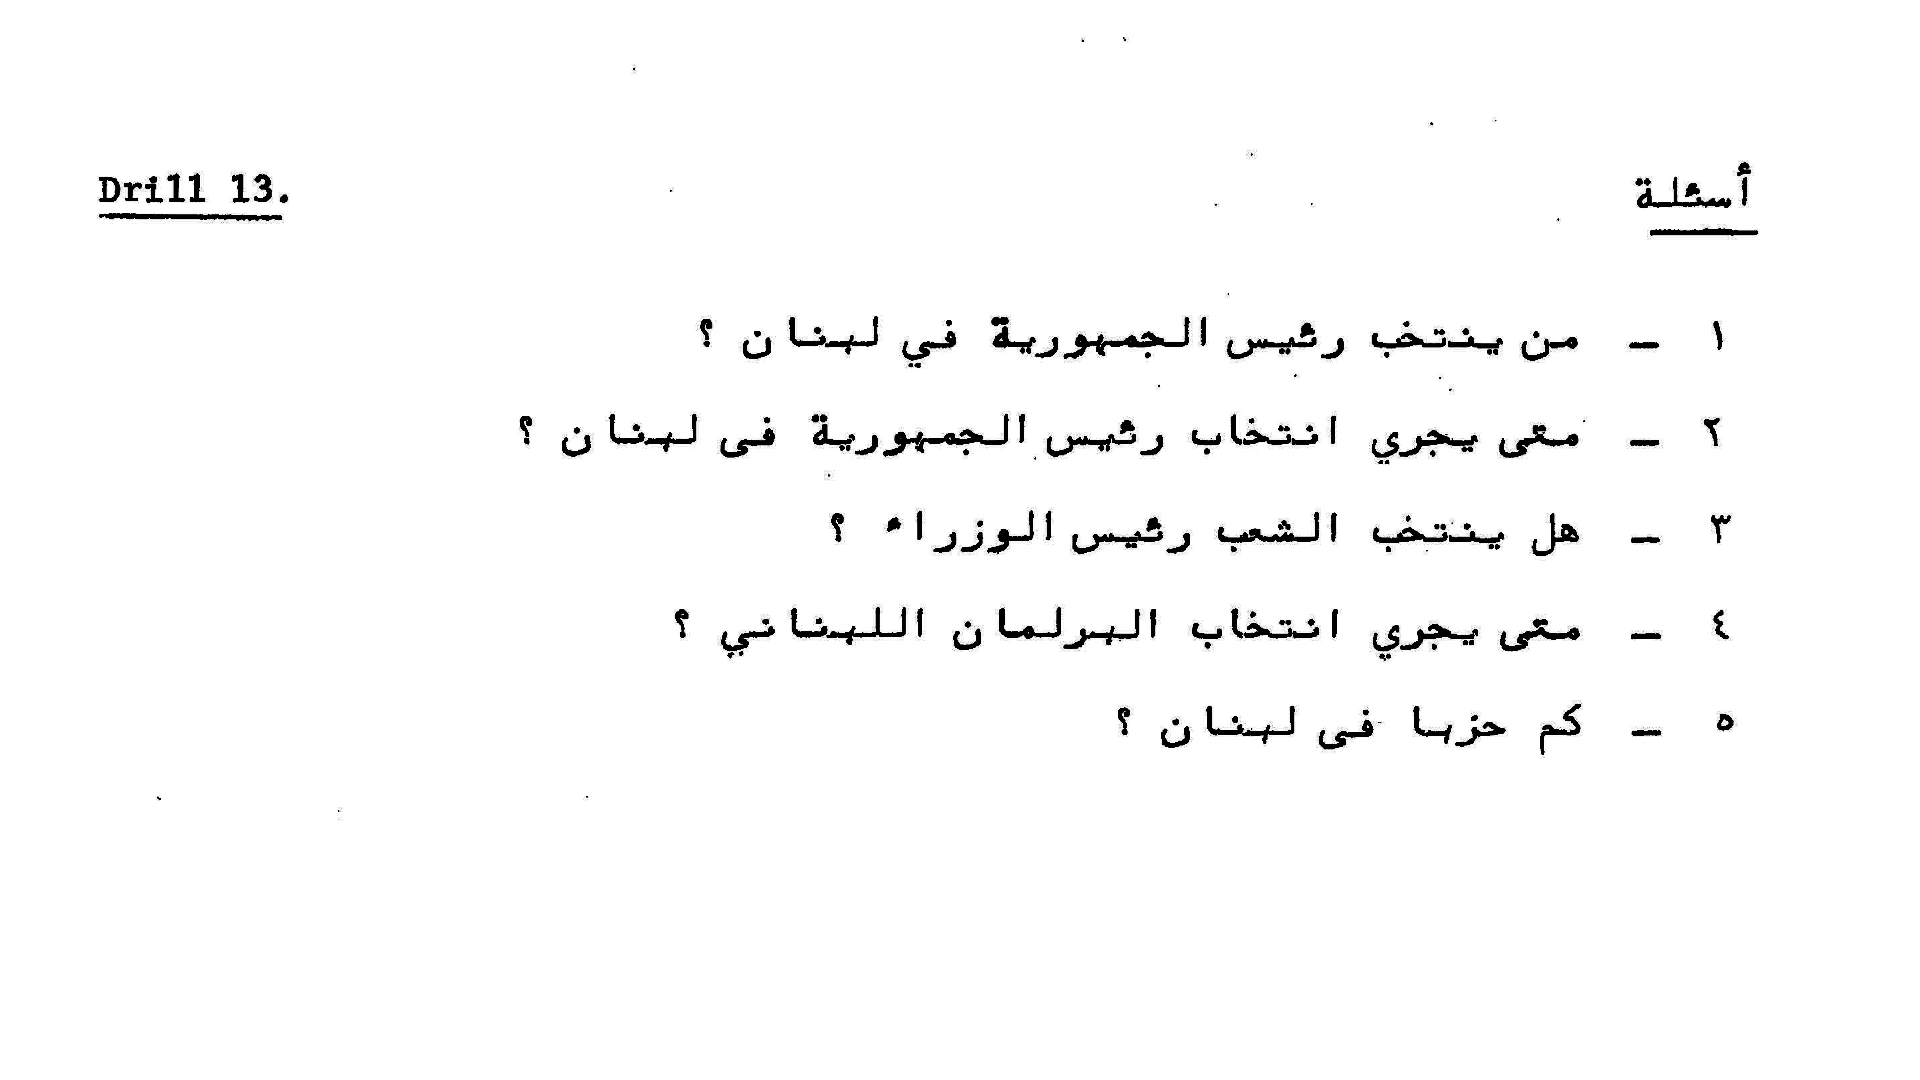 Drill 13. أسئلة
١ – من ينتخب رئيس الجمهورية في لبنان ؟
٢ – متى يجري انتخاب رئيس الجمهورية فى لبنان ؟
٣ – هل ينتخب الشعب رئيس الوزراء ؟
٤ – متى يجري انتخاب البرلمان اللبناني ؟
٥ – كم حزبا فى لبنان ؟